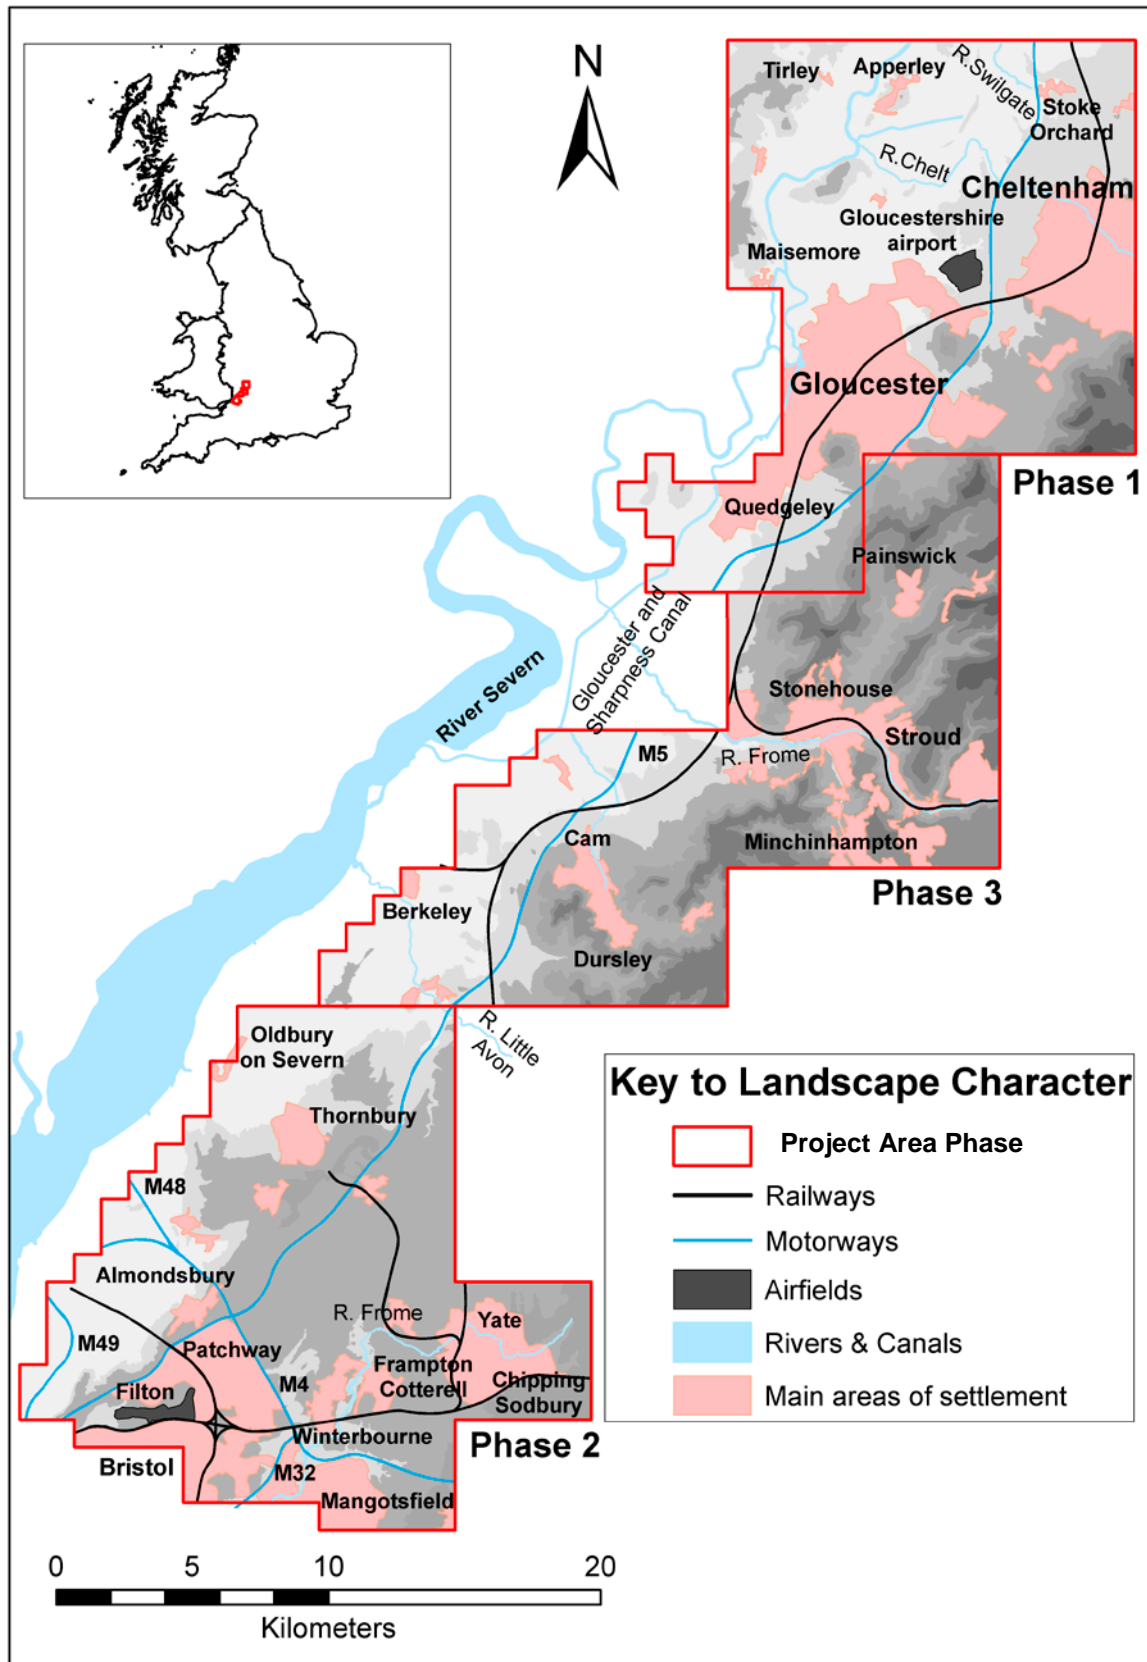 N
Tirley
Apperley
R.Swilgate
Stoke
Orchard
R.Chelt
Cheltenham
Gloucestershire
airport
Maisemore
Gloucester
Phase 1
Quedgeley
Painswick
Gloucester and
Sharpness Canal
River Severn
Stonehouse
Stroud
M5
R. Frome
Cam
Minchinhampton
Phase 3
Berkeley
Dursley
R. Little
Avon
Oldbury
on Severn
Thornbury
M48
Almondsbury
R. Frome
Yate
M49
Patchway
Frampton
Cotterell
M4
Chipping
Sodbury
Filton
Winterbourne
Phase 2
Bristol
M32
Mangotsfield
Key to Landscape Character
Project Area Phase
Railways
Motorways
Airfields
Rivers & Canals
Main areas of settlement
0 5 10 20
Kilometers